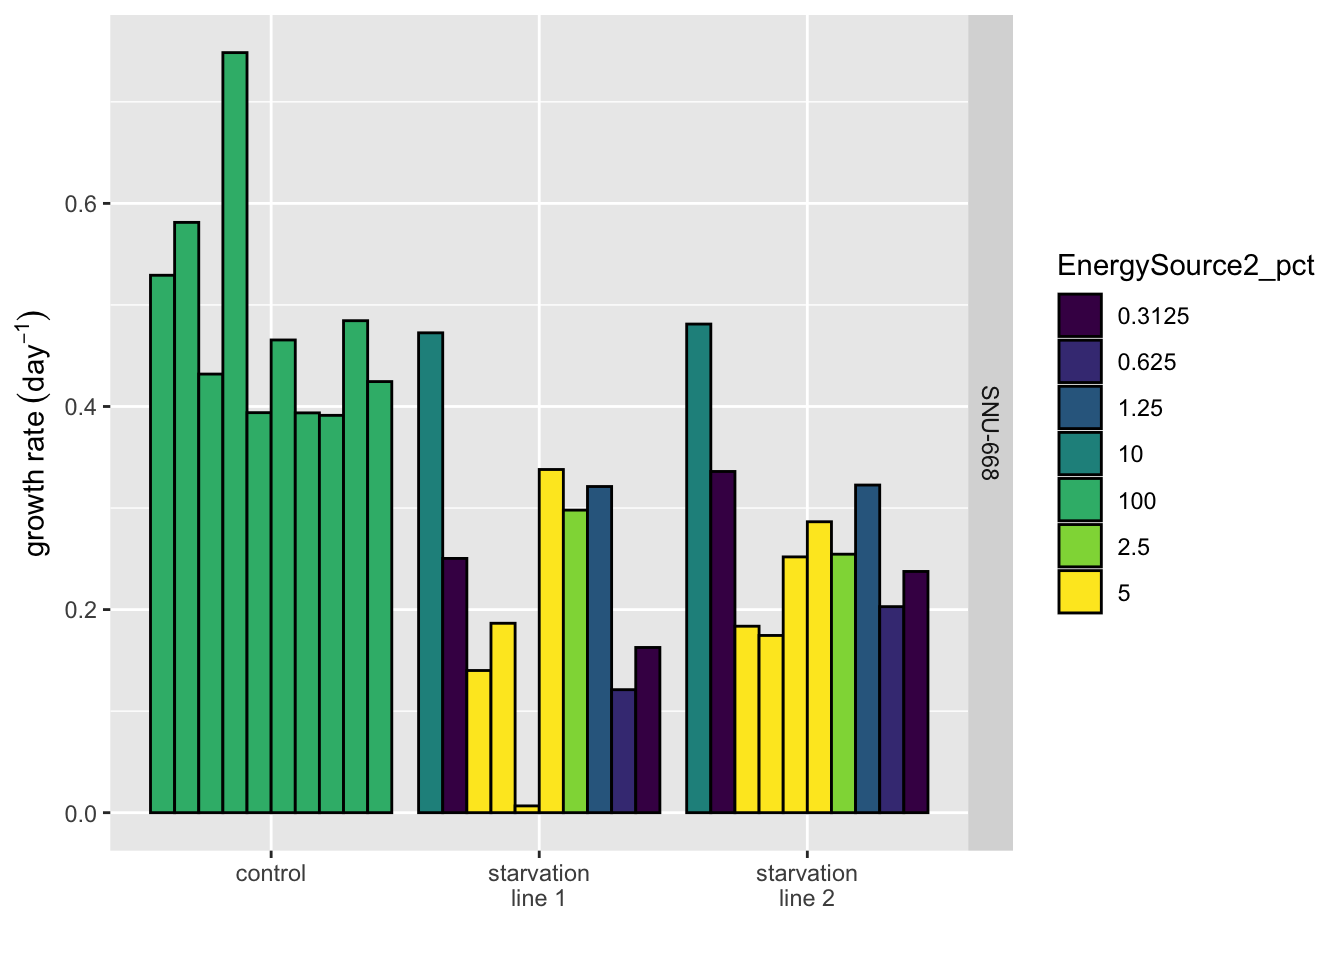 growth rate (day⁻¹)
0.6
0.4
0.2
0.0
control
starvation
line 1
starvation
line 2
SNU-668
EnergySource2_pct
0.3125
0.625
1.25
10
100
2.5
5